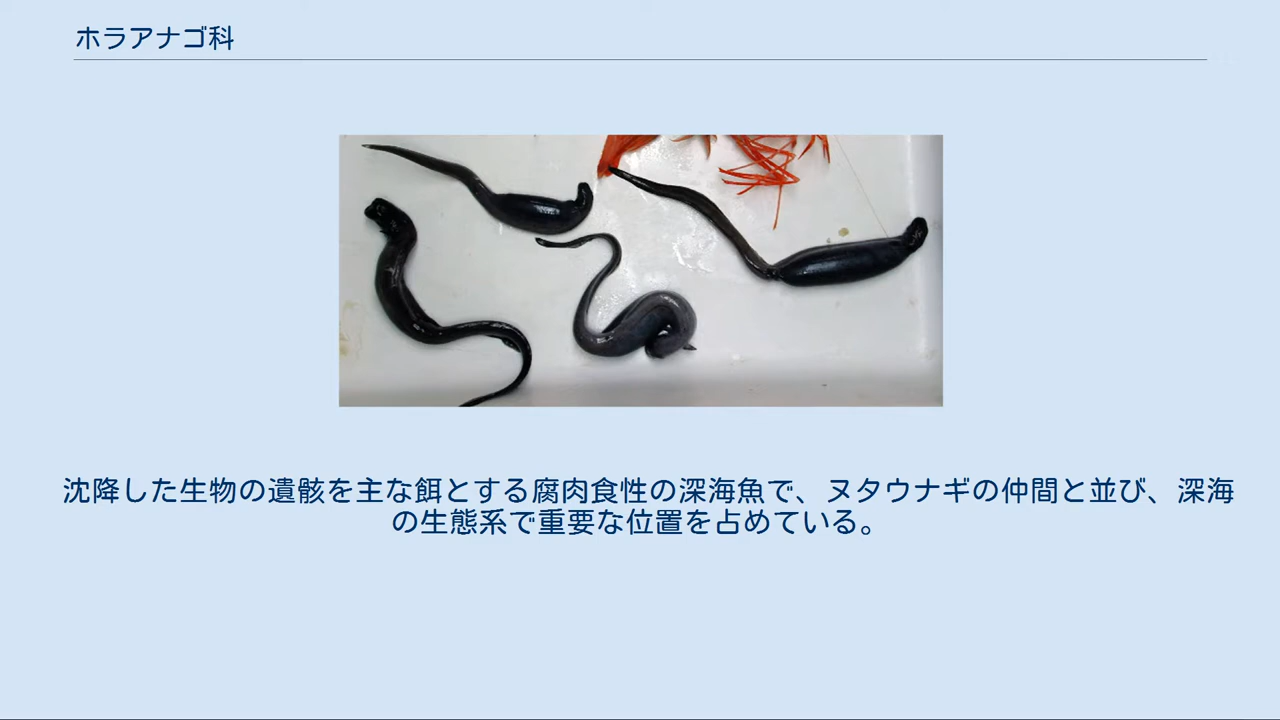 ホラアナゴ科
沈降した生物の遺骸を主な餌とする腐肉食性の深海魚で、ヌタウナギの仲間と並び、深海
の生態系で重要な位置を占めている。